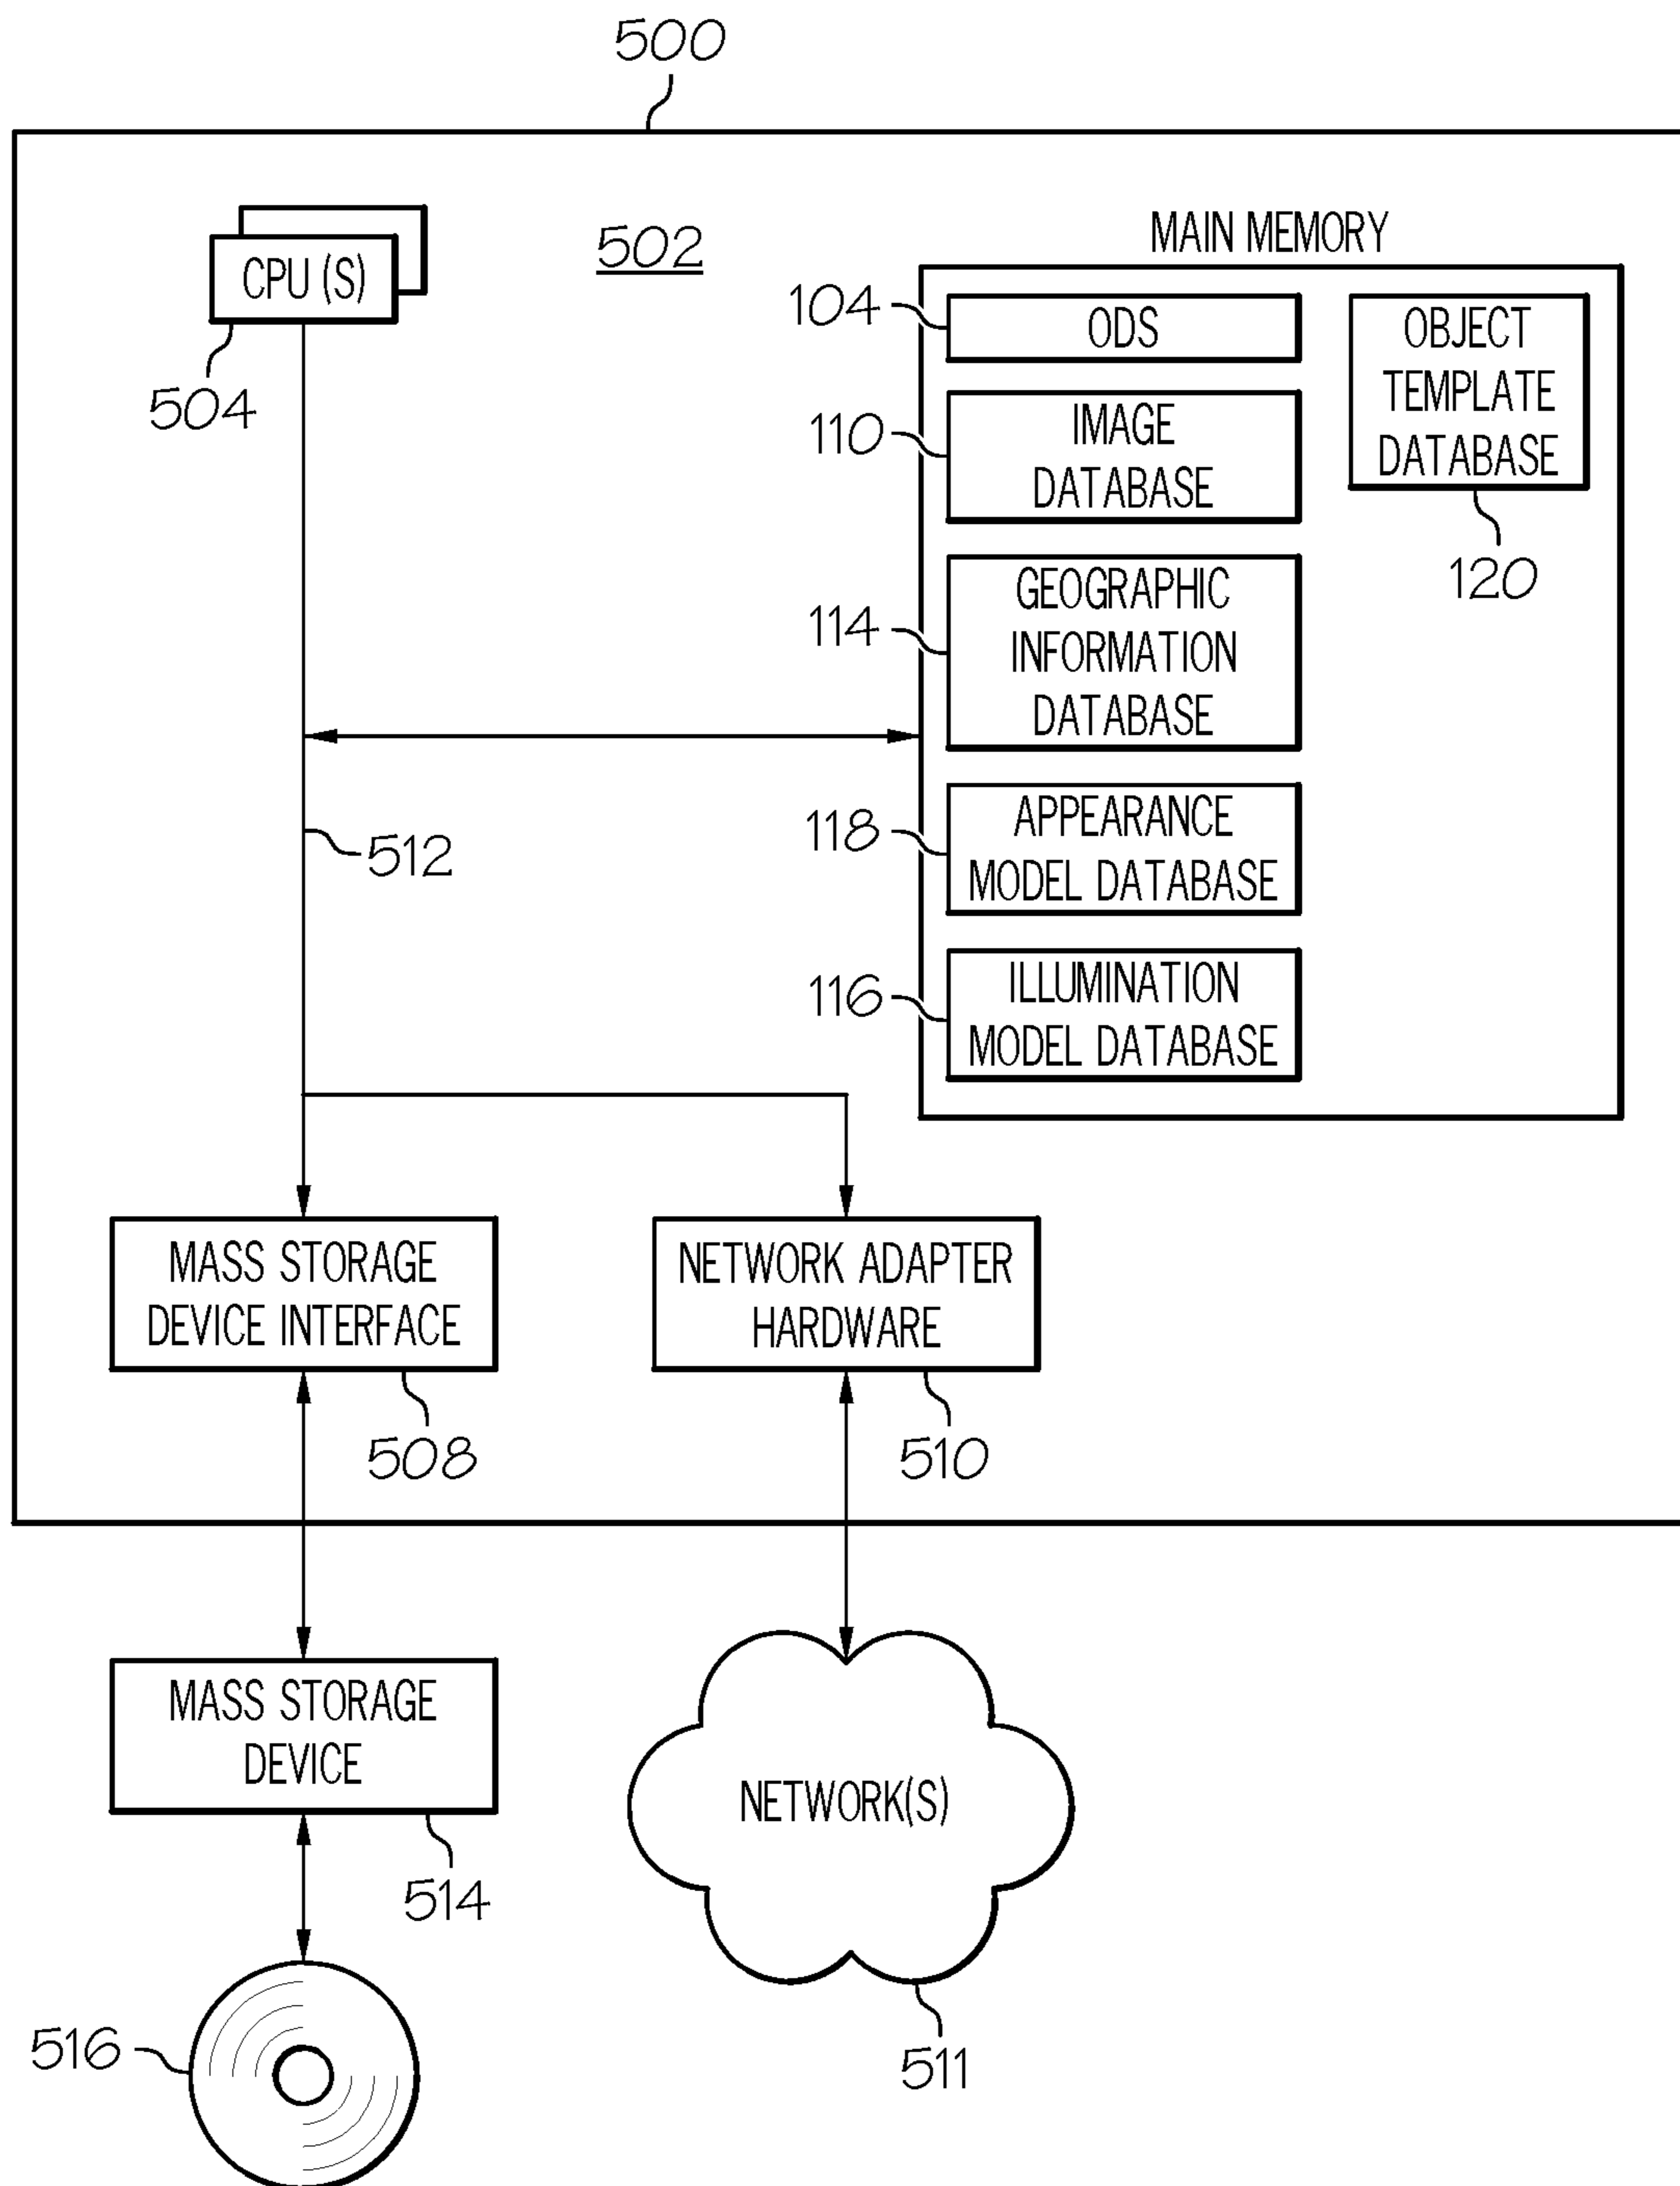 500
502
CPU (S)
504
MAIN MEMORY
104
ODS
110
IMAGE
DATABASE
114
GEOGRAPHIC
INFORMATION
DATABASE
118
APPEARANCE
MODEL DATABASE
116
ILLUMINATION
MODEL DATABASE
OBJECT
TEMPLATE
DATABASE
120
512
MASS STORAGE
DEVICE INTERFACE
508
NETWORK ADAPTER
HARDWARE
510
MASS STORAGE
DEVICE
514
NETWORK(S)
511
516